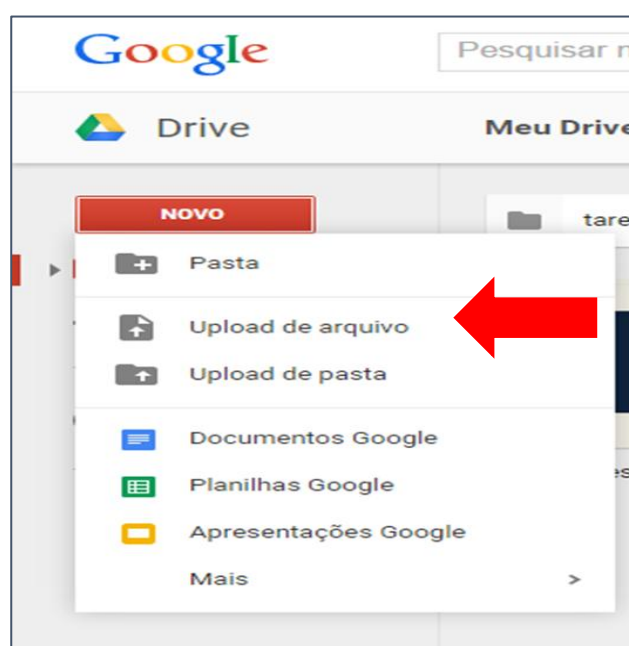 Google
Pesquisar
Drive
Meu Drive
NOVO
Pasta
Upload de arquivo
Upload de pasta
Documentos Google
Planilhas Google
Apresentações Google
Mais